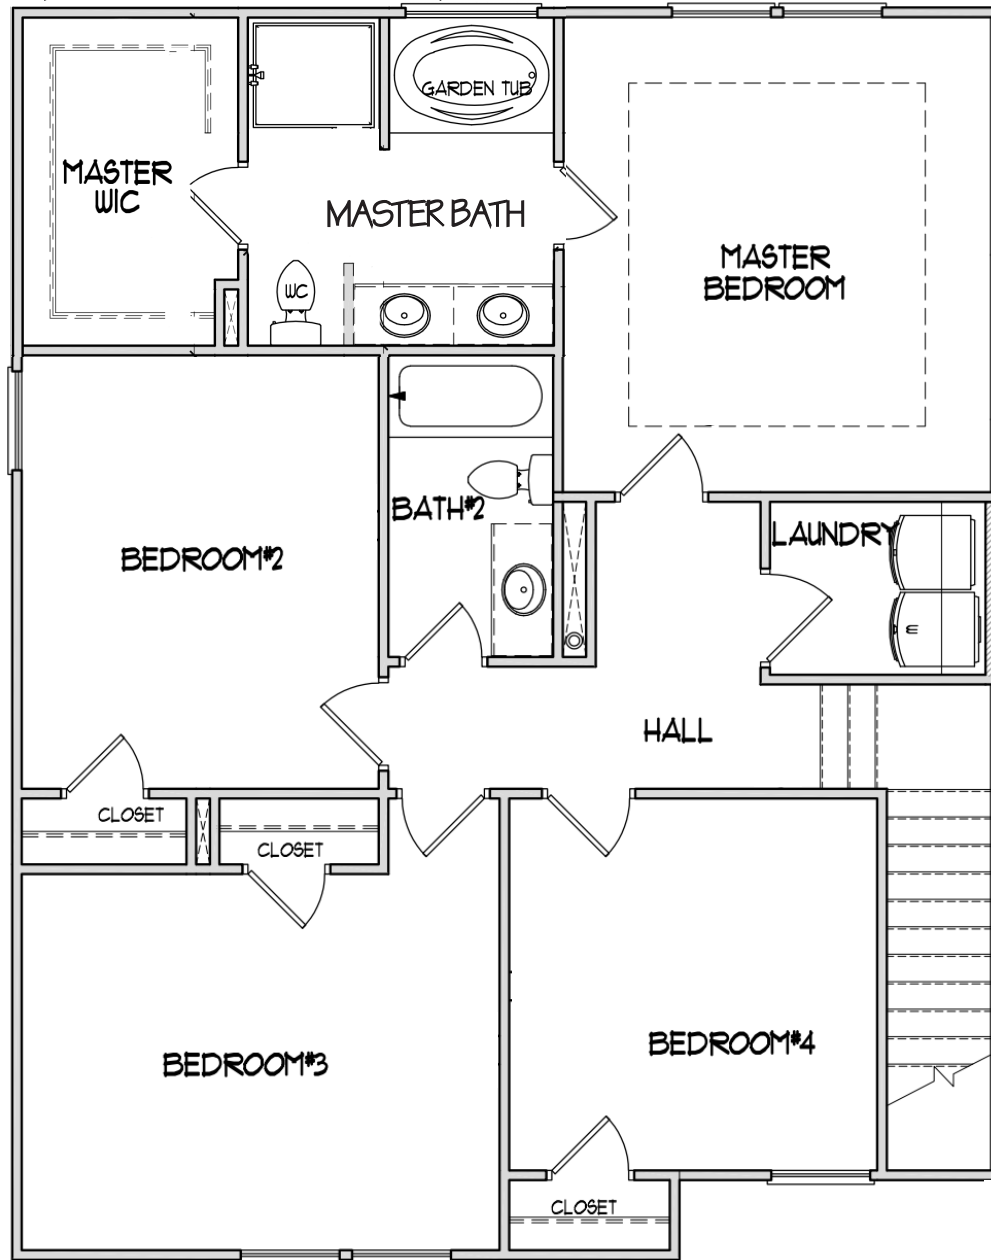 GARDEN TUB
MASTER
WIC
MASTER BATH
MASTER
BEDROOM
WC
BATH#2
LAUNDRY
BEDROOM#2
HALL
CLOSET
CLOSET
BEDROOM#4
BEDROOM#3
CLOSET